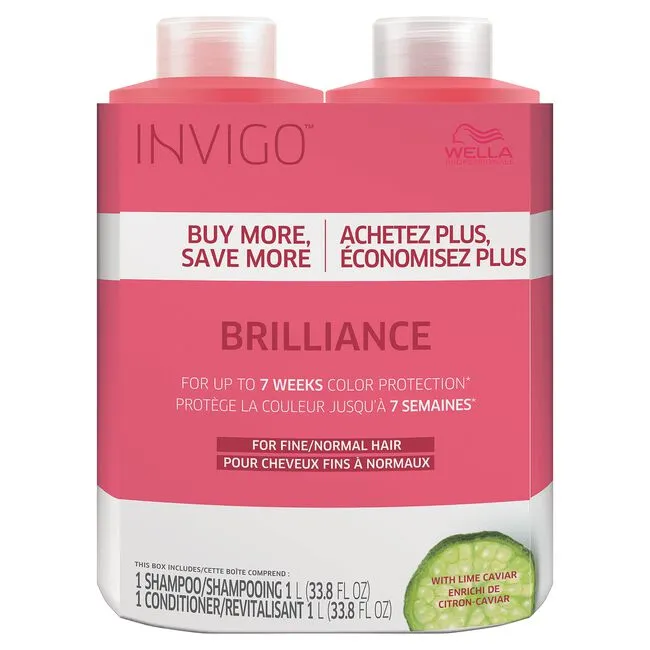 INVIGO™
WELLA
PROFESSIONALS
BUY MORE,
SAVE MORE
ACHETEZ PLUS,
ÉCONOMISEZ PLUS
BRILLIANCE
FOR UP TO 7 WEEKS COLOR PROTECTION*
PROTÈGE LA COULEUR JUSQU'À 7 SEMAINES*
FOR FINE/NORMAL HAIR
POUR CHEVEUX FINS À NORMAUX
THIS BOX INCLUDES/CETTE BOÎTE COMPREND :
1 SHAMPOO/SHAMPOOING 1 L (33.8 FL OZ)
1 CONDITIONER/REVITALISANT 1 L (33.8 FL OZ)
WITH LIME CAVIAR
ENRICHI DE
CITRON-CAVIAR